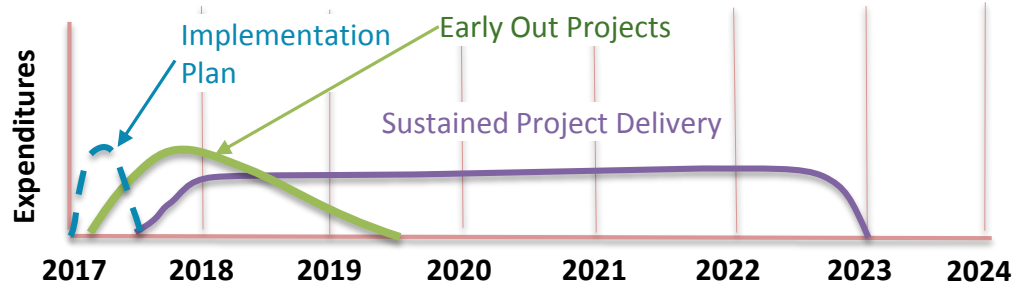 Implementation
Plan
Early Out Projects
Sustained Project Delivery
Expenditures
2017 2018 2019 2020 2021 2022 2023 2024